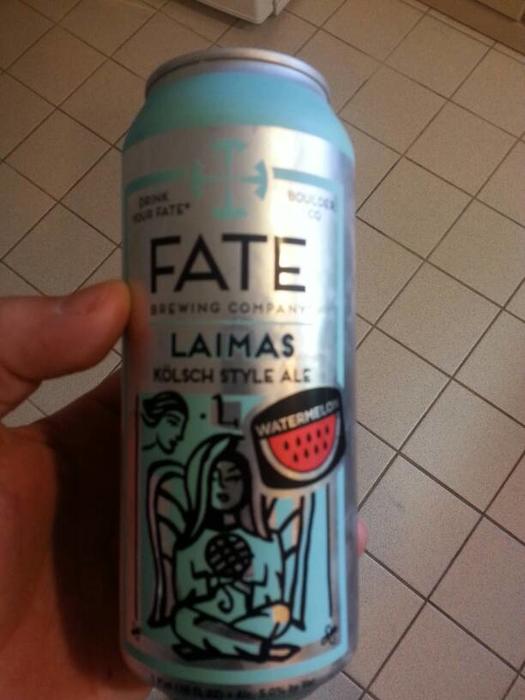 DRINK
YOUR FATE*
BOULDER
CO
FATE
BREWING COMPANY
LAIMAS
KÖLSCH STYLE ALE
L
WATERMELON